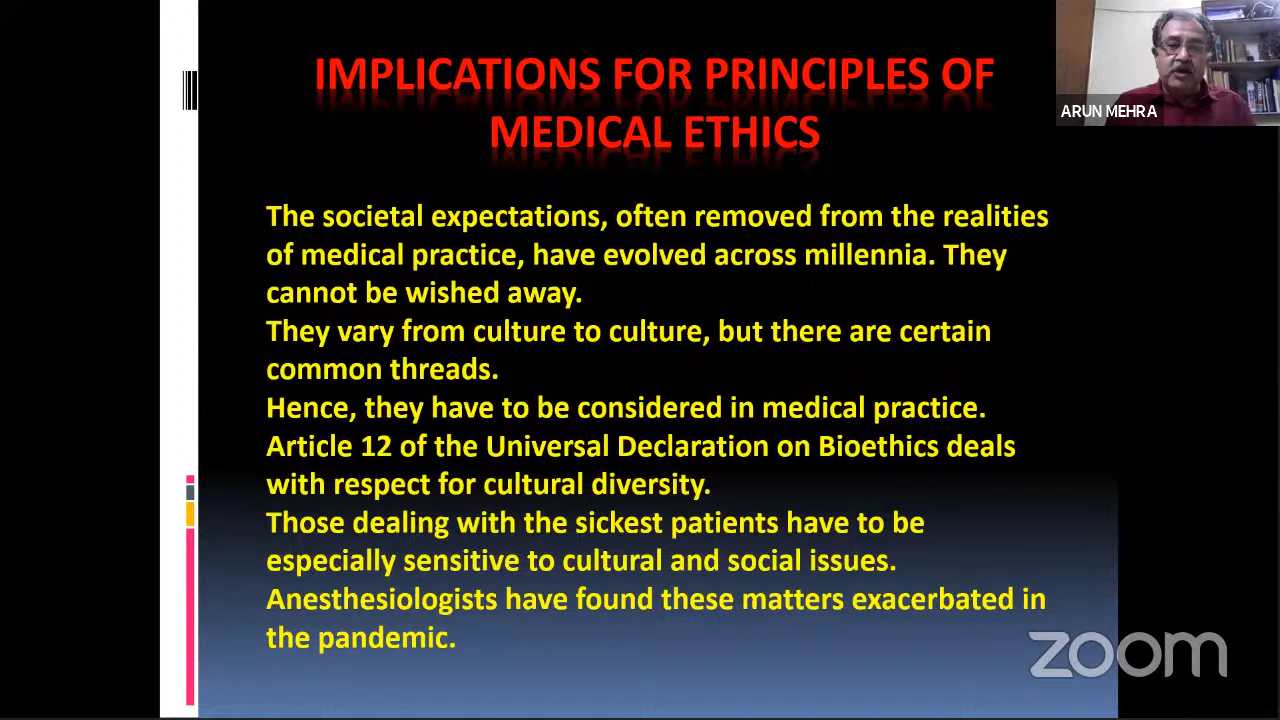 IMPLICATIONS FOR PRINCIPLES OF
MEDICAL ETHICS
ARUN MEHRA
The societal expectations, often removed from the realities
of medical practice, have evolved across millennia. They
cannot be wished away.
They vary from culture to culture, but there are certain
common threads.
Hence, they have to be considered in medical practice.
Article 12 of the Universal Declaration on Bioethics deals
with respect for cultural diversity.
Those dealing with the sickest patients have to be
especially sensitive to cultural and social issues.
Anesthesiologists have found these matters exacerbated in
the pandemic.
zoom